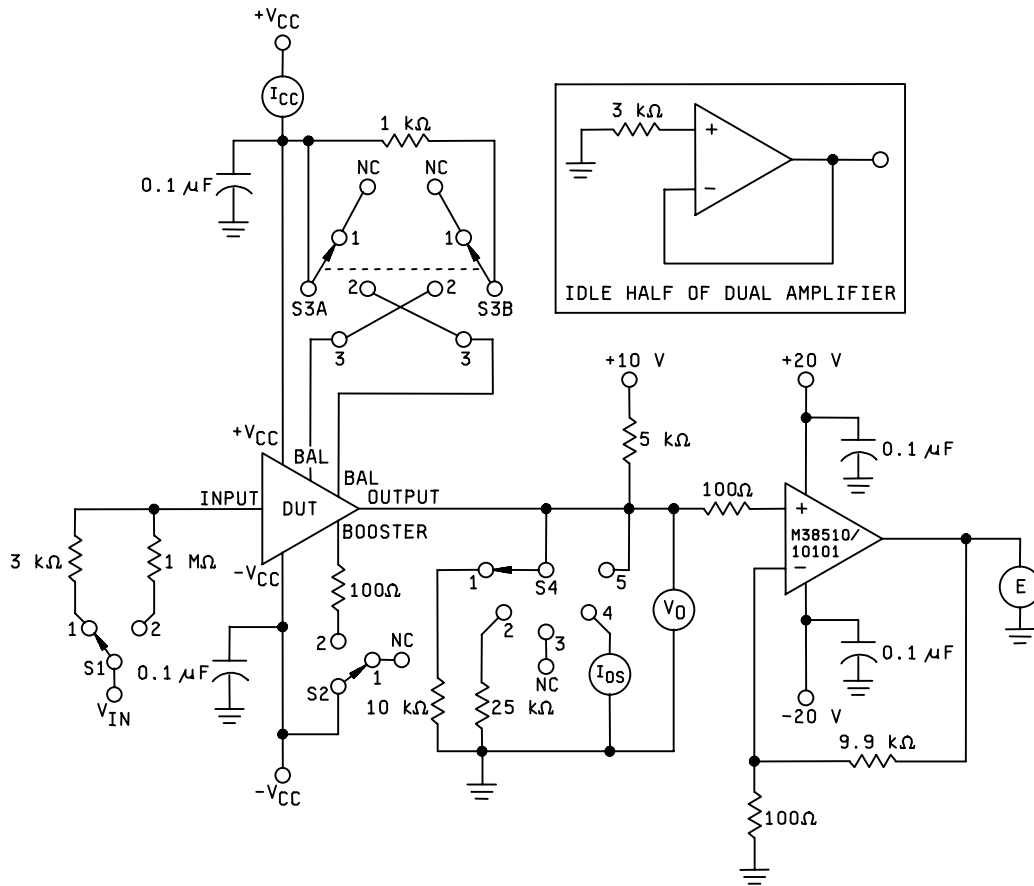 +VCC
ICC
1 kΩ
0.1 μF
NC
NC
1
1
S3A
2
2
S3B
3
3
3 kΩ
+
−
IDLE HALF OF DUAL AMPLIFIER
+10 V
5 kΩ
+20 V
0.1 μF
+VCC
BAL
BAL
INPUT
DUT
OUTPUT
BOOSTER
−VCC
100Ω
+
M38510/
10101
−
E
3 kΩ
1 MΩ
1
2
S1
VIN
0.1 μF
100Ω
2
NC
1
S2
1
S4
5
2
3
4
NC
VO
IOS
10 kΩ
25 kΩ
0.1 μF
−20 V
9.9 kΩ
100Ω
−VCC